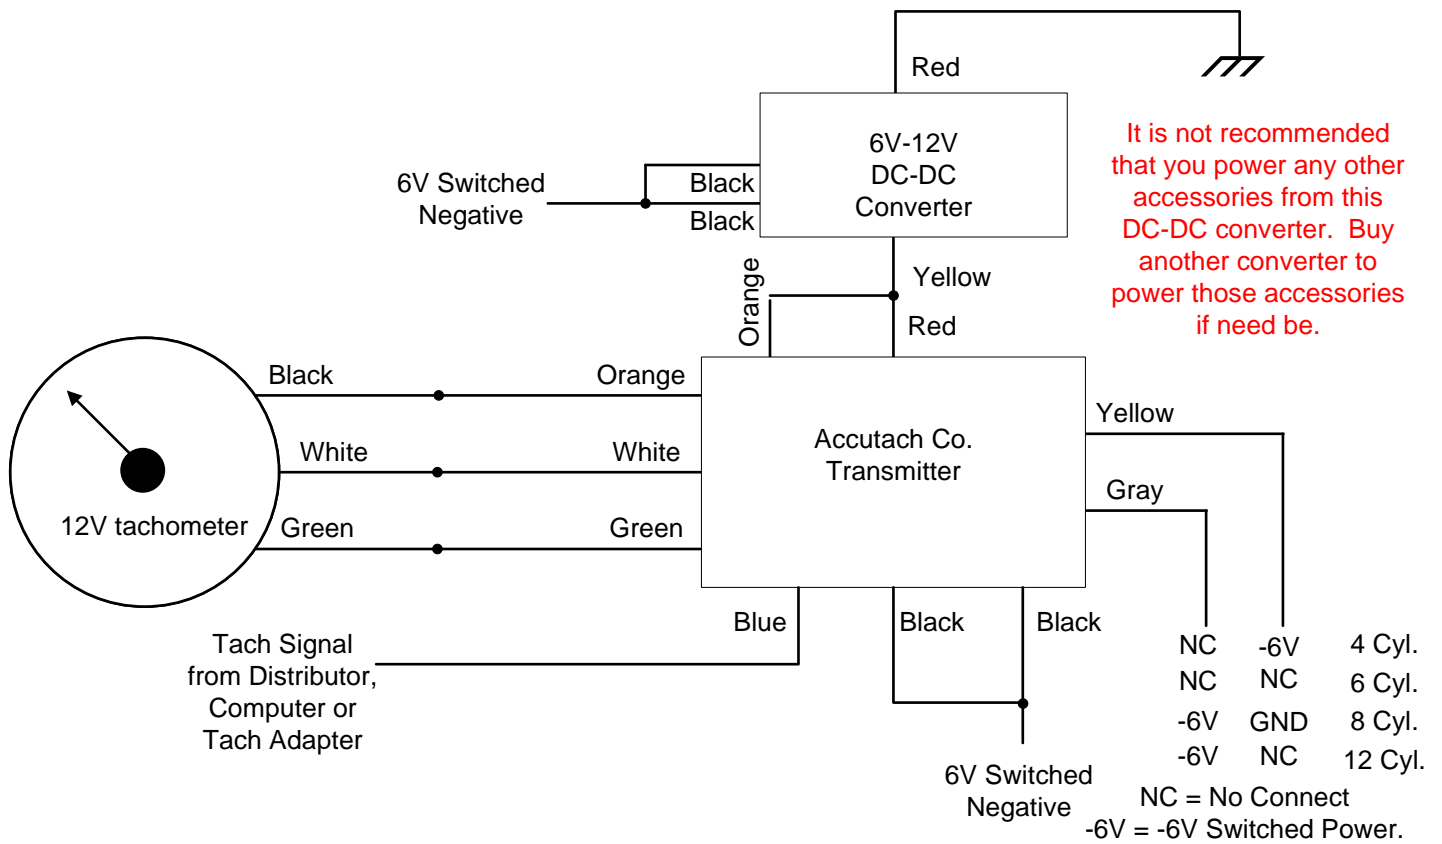 Red
6V-12V
DC-DC
Converter
It is not recommended
that you power any other
accessories from this
DC-DC converter.  Buy
another converter to
power those accessories
if need be.
6V Switched
Negative
Black
Black
Orange
Yellow
Red
Black
Orange
White
White
Green
Green
12V tachometer
Accutach Co.
Transmitter
Yellow
Gray
Blue
Black
Black
Tach Signal
from Distributor,
Computer or
Tach Adapter
6V Switched
Negative
NC -6V 4 Cyl.
NC NC 6 Cyl.
-6V GND 8 Cyl.
-6V NC 12 Cyl.
NC = No Connect
-6V = -6V Switched Power.